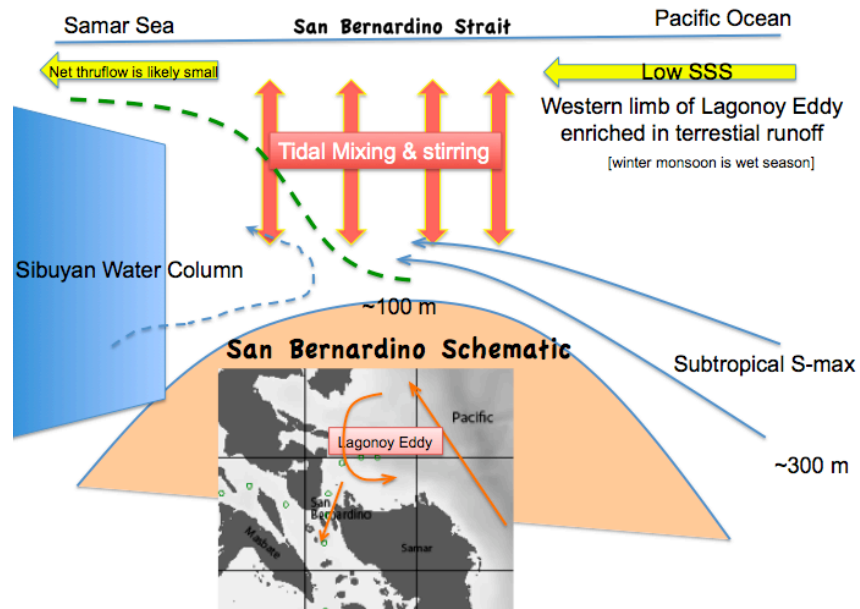 Samar Sea
San Bernardino Strait
Pacific Ocean
Net thruflow is likely small
Low SSS
Western limb of Lagonoy Eddy
enriched in terrestial runoff
[winter monsoon is wet season]
Tidal Mixing & stirring
Sibuyan Water Column
~100 m
San Bernardino Schematic
Subtropical S-max
~300 m
Pacific
Lagonoy Eddy
San
Bernardino
Masbate
Samar